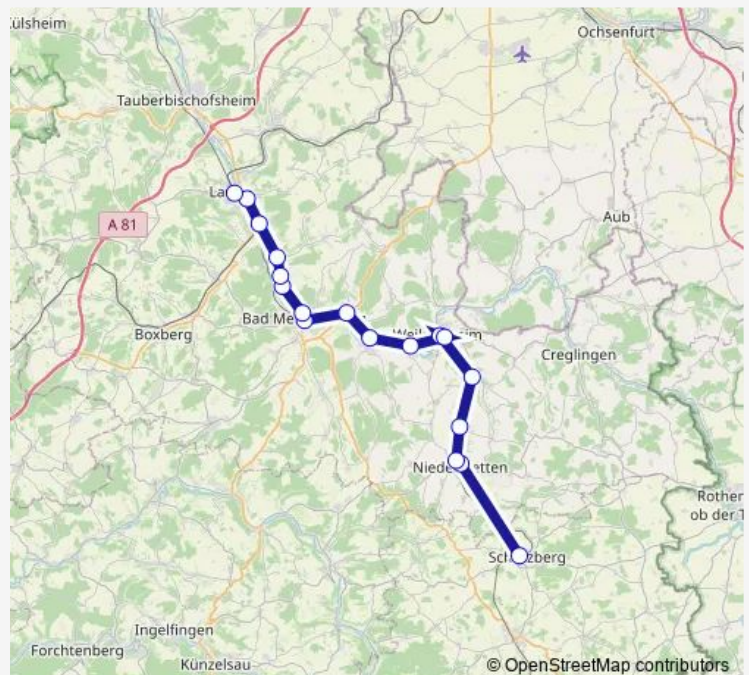 ülsheim
Ochsenfurt
Tauberbischofsheim
La
A 81
Aub
Bad Me
Boxberg
Creglingen
Niede
etten
Rother
ob der T
Sc
zberg
Ingelfingen
Forchtenberg
Künzelsau
© OpenStreetMap contributors